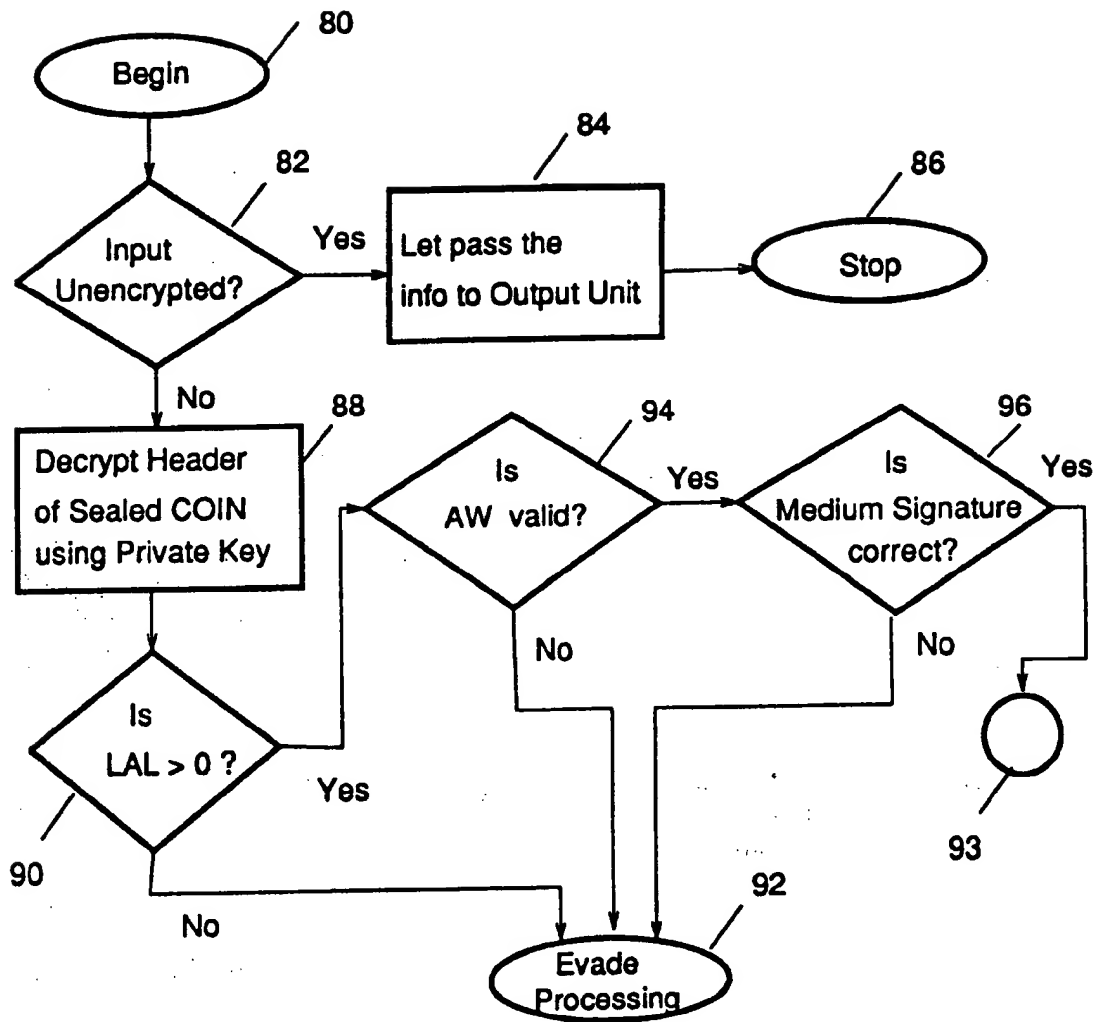 80
Begin
82
Input
Unencrypted?
Yes
84
Let pass the
info to Output Unit
86
Stop
No
88
Decrypt Header
of Sealed COIN
using Private Key
94
Is
AW valid?
Yes
96
Is
Medium Signature
correct?
Yes
No
No
Is
LAL > 0 ?
Yes
90
No
93
92
Evade
Processing